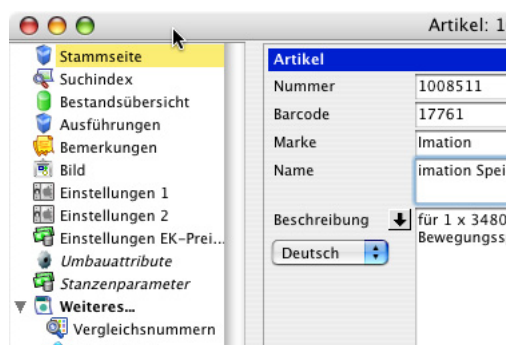 Artikel: 1
Stammseite
Suchindex
Bestandsübersicht
Ausführungen
Bemerkungen
Bild
Einstellungen 1
Einstellungen 2
Einstellungen EK-Prei...
Umbauattribute
Stanzenparameter
Weiteres...
Vergleichsnummern
Artikel
Nummer 1008511
Barcode 17761
Marke Imation
Name imation Spei
Beschreibung für 1 x 3480
Bewegungss
Deutsch